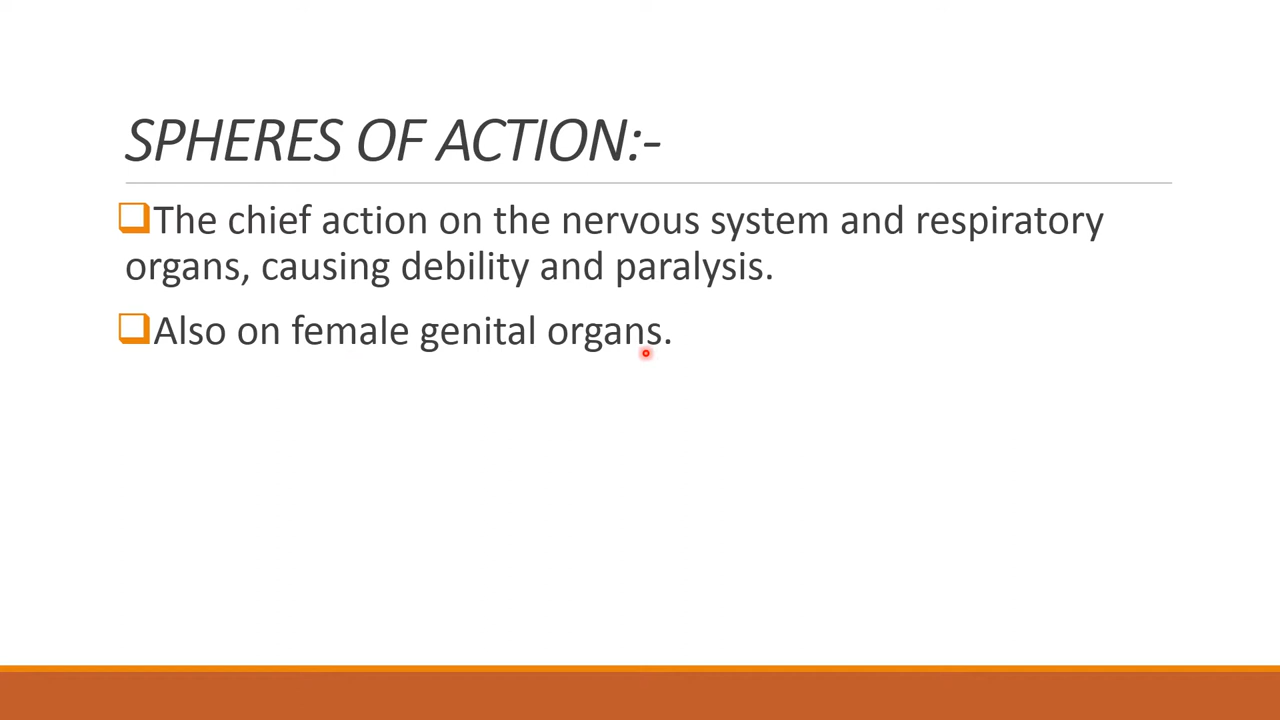 SPHERES OF ACTION:-
The chief action on the nervous system and respiratory
organs, causing debility and paralysis.
Also on female genital organs.